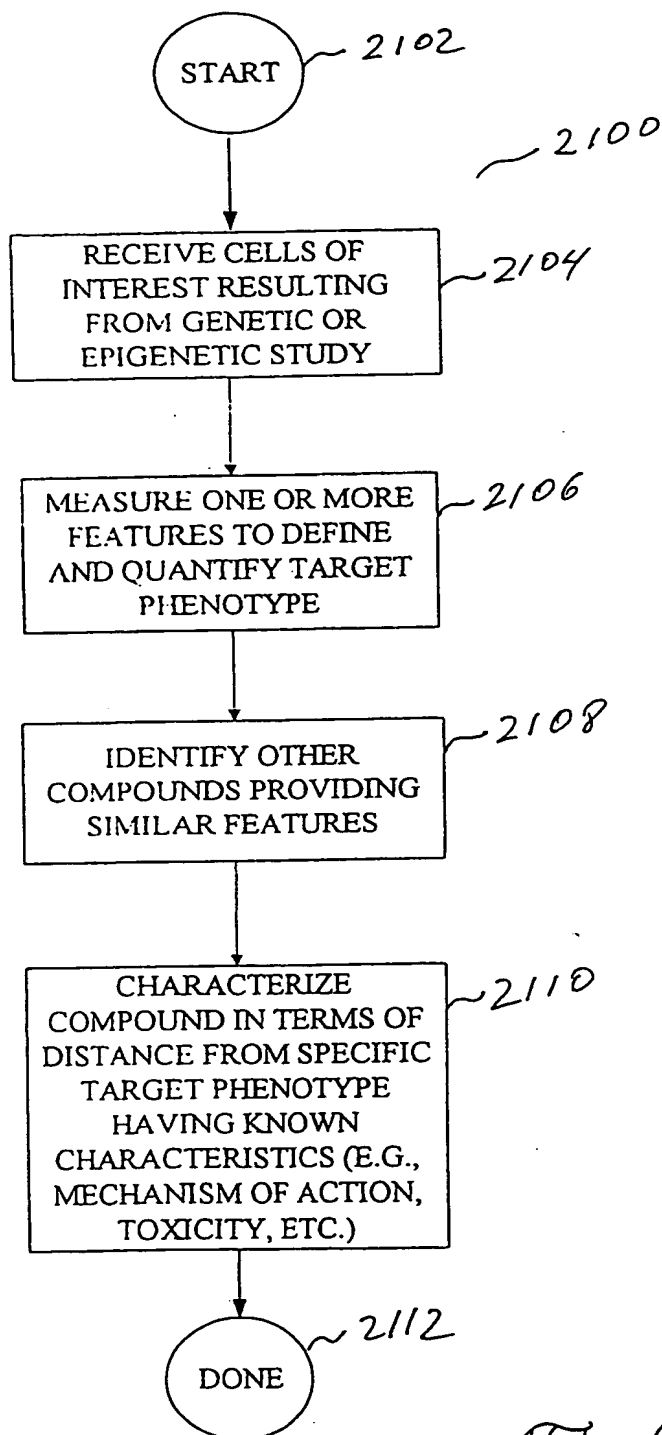 START
2102
2100
RECEIVE CELLS OF
INTEREST RESULTING
FROM GENETIC OR
EPIGENETIC STUDY
2104
MEASURE ONE OR MORE
FEATURES TO DEFINE
AND QUANTIFY TARGET
PHENOTYPE
2106
IDENTIFY OTHER
COMPOUNDS PROVIDING
SIMILAR FEATURES
2108
CHARACTERIZE
COMPOUND IN TERMS OF
DISTANCE FROM SPECIFIC
TARGET PHENOTYPE
HAVING KNOWN
CHARACTERISTICS (E.G.,
MECHANISM OF ACTION,
TOXICITY, ETC.)
2110
DONE
2112